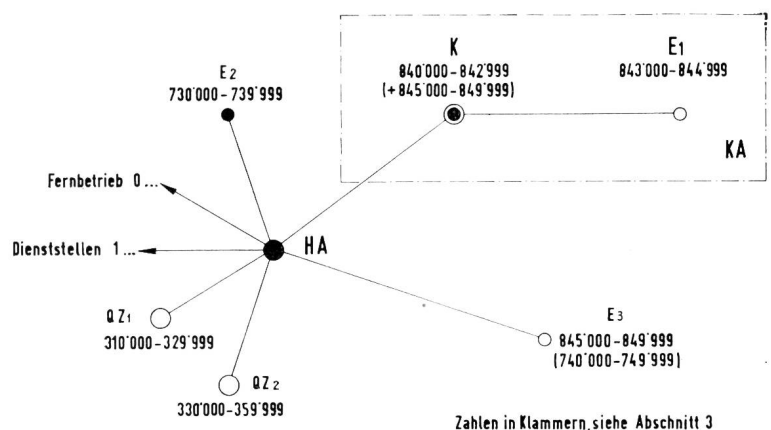 K
840'000-842'999
(+845'000-849'999)
E1
843'000-844'999
KA
E2
730'000-739'999
Fernbetrieb 0...
Dienststellen 1...
HA
QZ1
310'000-329'999
QZ2
330'000-359'999
E3
845'000-849'999
(740'000-749'999)
Zahlen in Klammern, siehe Abschnitt 3